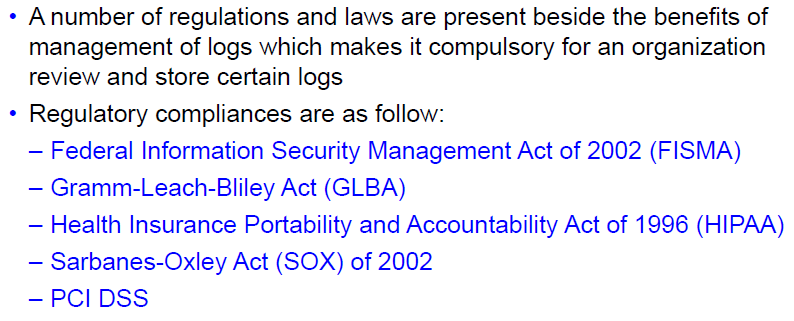 • A number of regulations and laws are present beside the benefits of
management of logs which makes it compulsory for an organization
review and store certain logs
• Regulatory compliances are as follow:
– Federal Information Security Management Act of 2002 (FISMA)
– Gramm-Leach-Bliley Act (GLBA)
– Health Insurance Portability and Accountability Act of 1996 (HIPAA)
– Sarbanes-Oxley Act (SOX) of 2002
– PCI DSS